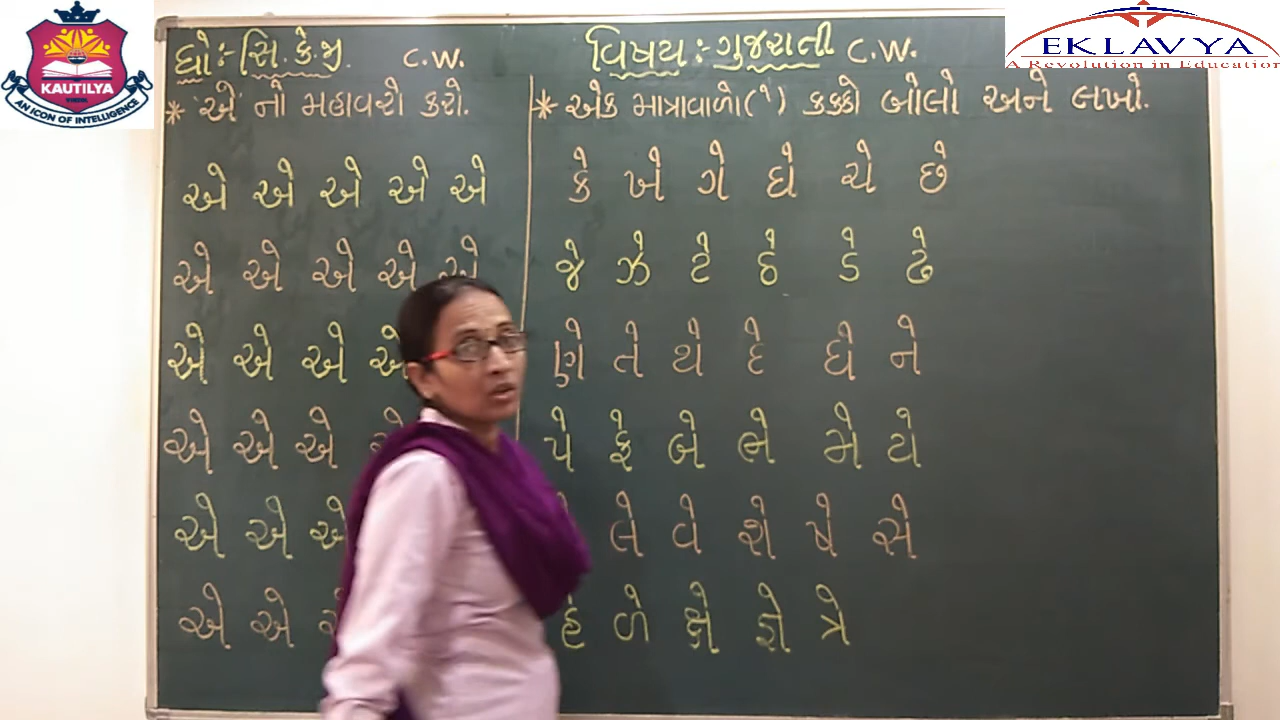 KAUTILYA
AN ICON OF INTELLIGENCE
EKLAVYA
A Revolution in Education
ધો:- સિ. કે. જી. C.W.
* 'એ' નો મહાવરો કરો.
એ એ એ એ એ
એ એ એ એ એ
એ એ એ એ
એ એ એ
એ એ એ
એ એ
વિષય :- ગુજરાતી C.W.
* એક માત્રાવાળો (ે) કક્કો બોલો અને લખો.
કે ખે ગે ઘે ચે છે
જે ઝે ટે ઠે ડે ઢે
ણે તે થે દે ધે ને
પે ફે બે ભે મે યે
લે વે શે ષે સે
હે ળે ક્ષે જ્ઞે ત્રે